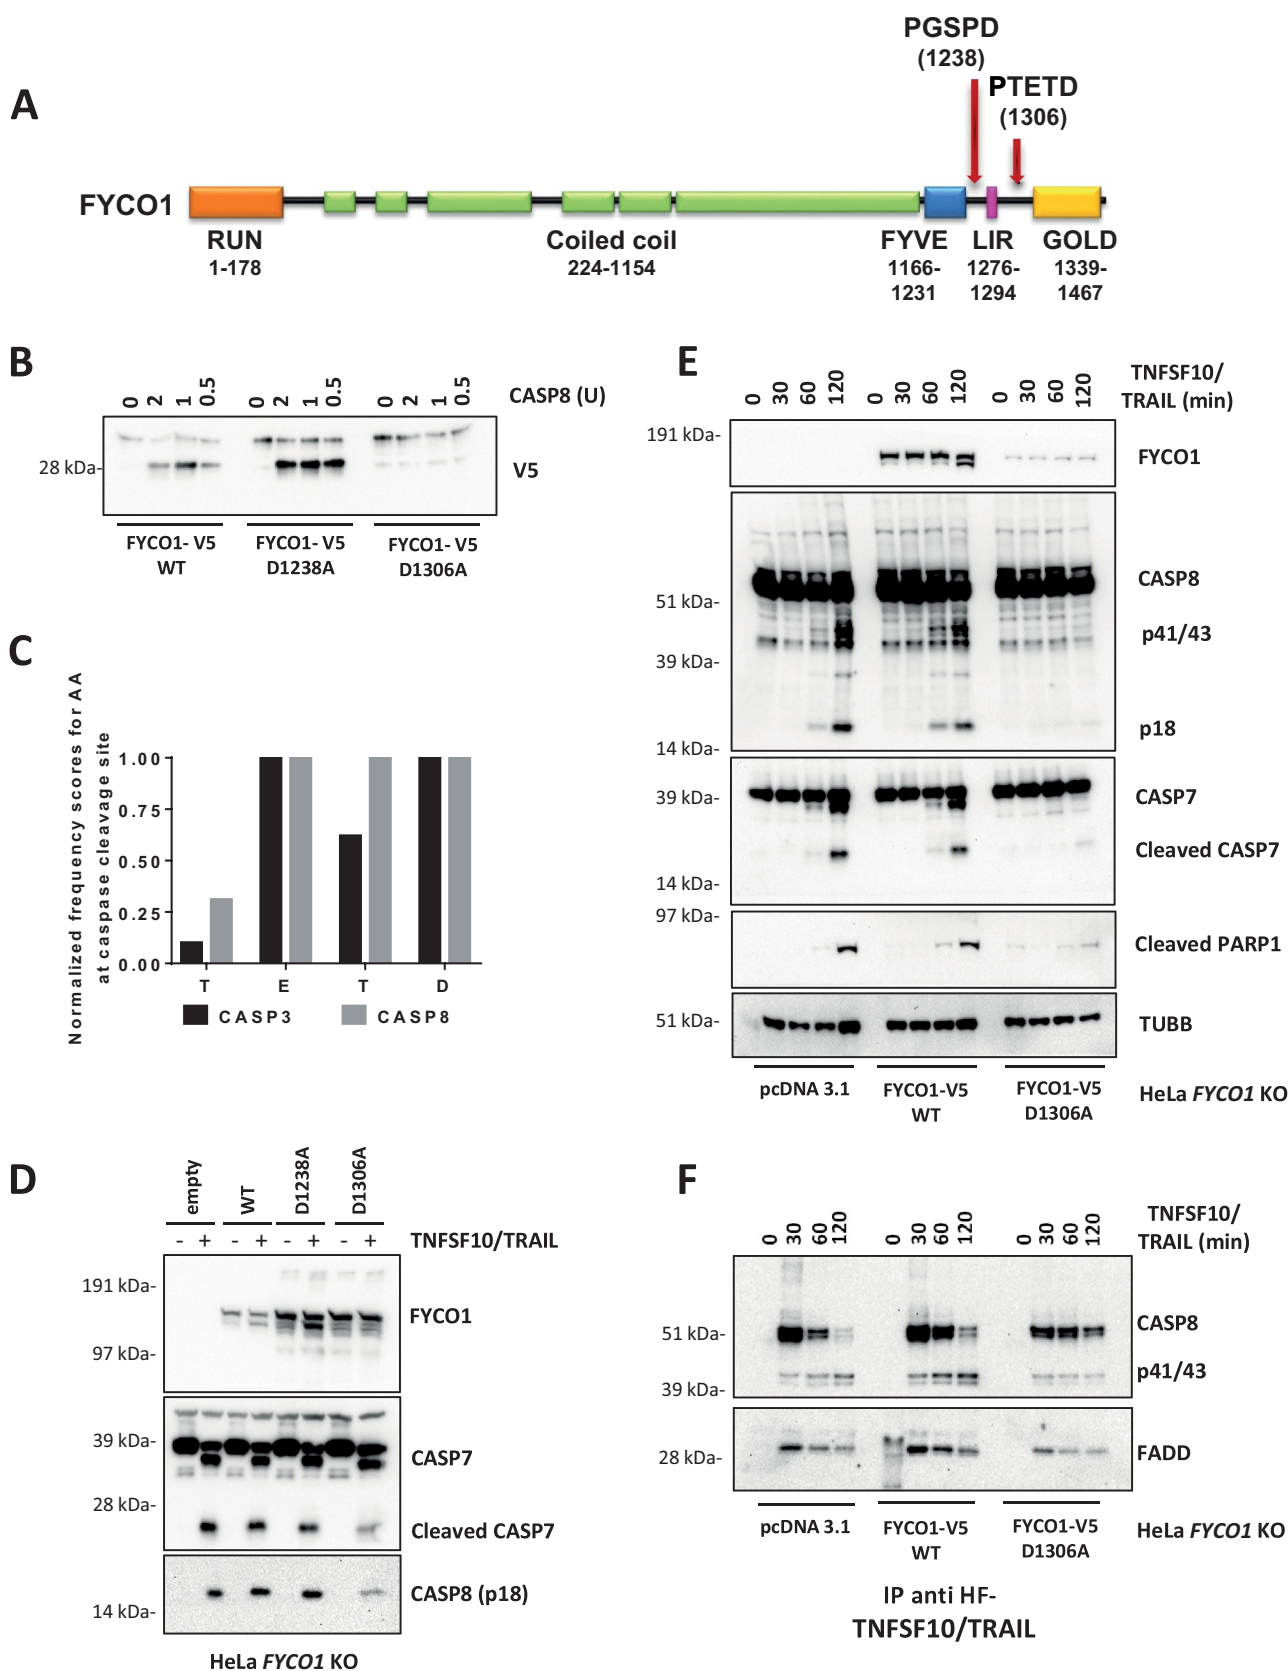 A
PGSPD
(1238)
PTETD
(1306)
FYCO1
RUN
1-178
Coiled coil
224-1154
FYVE
1166-
1231
LIR
1276-
1294
GOLD
1339-
1467
B
0 2 1 0.5 0 2 1 0.5 0 2 1 0.5
CASP8 (U)
28 kDa-
V5
FYCO1- V5
WT
FYCO1- V5
D1238A
FYCO1- V5
D1306A
C
Normalized frequency scores for AA
at caspase cleavage site
1.00
0.75
0.50
0.25
0.00
T E T D
CASP3 CASP8
D
empty WT D1238A D1306A
- + - + - + - +
TNFSF10/TRAIL
191 kDa-
FYCO1
97 kDa-
39 kDa-
CASP7
28 kDa-
Cleaved CASP7
CASP8 (p18)
14 kDa-
HeLa FYCO1 KO
E
0 30 60 120 0 30 60 120 0 30 60 120
TNFSF10/
TRAIL (min)
191 kDa-
FYCO1
CASP8
51 kDa-
p41/43
39 kDa-
p18
14 kDa-
39 kDa-
CASP7
Cleaved CASP7
14 kDa-
97 kDa-
Cleaved PARP1
51 kDa-
TUBB
pcDNA 3.1
FYCO1-V5
WT
FYCO1-V5
D1306A
HeLa FYCO1 KO
F
0 30 60 120 0 30 60 120 0 30 60 120
TNFSF10/
TRAIL (min)
CASP8
51 kDa-
p41/43
39 kDa-
28 kDa-
FADD
pcDNA 3.1
FYCO1-V5
WT
FYCO1-V5
D1306A
HeLa FYCO1 KO
IP anti HF-
TNFSF10/TRAIL